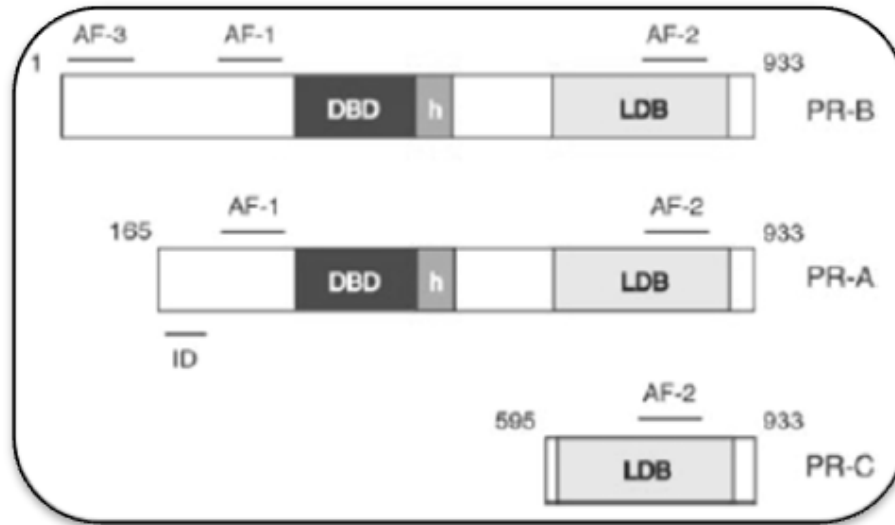 AF-3 AF-1 AF-2
1 933
DBD h LDB PR-B
AF-1 AF-2
165 933
DBD h LDB PR-A
ID
AF-2
595 933
LDB PR-C